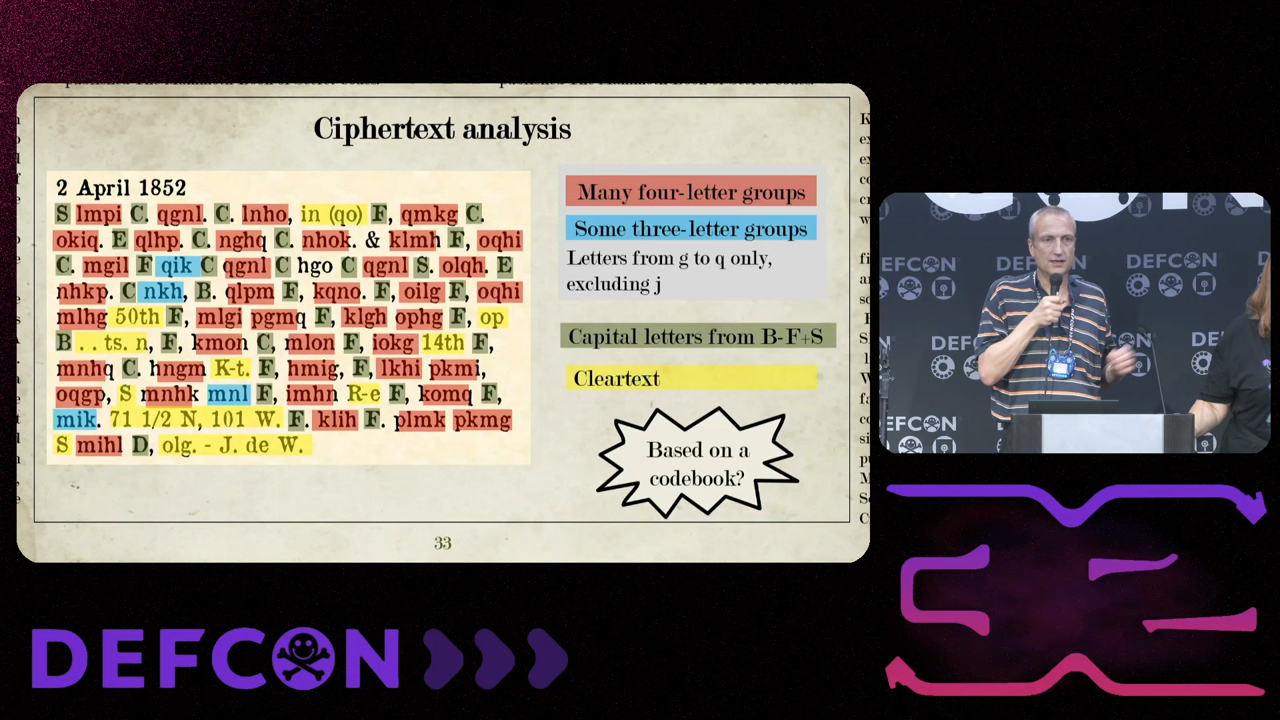 Ciphertext analysis
2 April 1852
S lmpi C. qgnl. C. lnho, in (qo) F, qmkg C.
okiq. E qlhp. C. nghq C. nhok. & klmh F, oqhi
C. mgil F qik C qgnl C hgo C qgnl S. olqh. E
nhkp. C nkh, B. qlpm F, kqno. F, oilg F, oqhi
mlhg 50th F, mlgi pgmq F, klgh ophg F, op
B . . ts. n, F, kmon C, mlon F, iokg 14th F,
mnhq C. hngm K-t. F, hmig, F, lkhi pkmi,
oqgp, S mnhk mnl F, imhn R-e F, komq F,
mik. 71 1/2 N, 101 W. F. klih F. plmk pkmg
S mihl D, olg. - J. de W.
Many four-letter groups
Some three-letter groups
Letters from g to q only,
excluding j
Capital letters from B-F+S
Cleartext
Based on a
codebook?
33
DEFCON
DEFCON
DEFCON
DEFCON
DEFCON